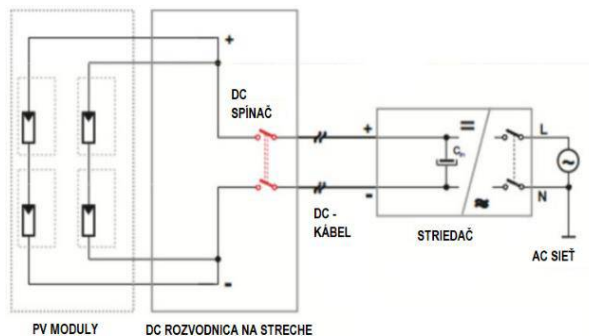 +
DC
SPÍNAČ
+
=
L
C
~
-
≈
N
DC -
KÁBEL
STRIEDAČ
AC SIEŤ
-
PV MODULY
DC ROZVODNICA NA STRECHE